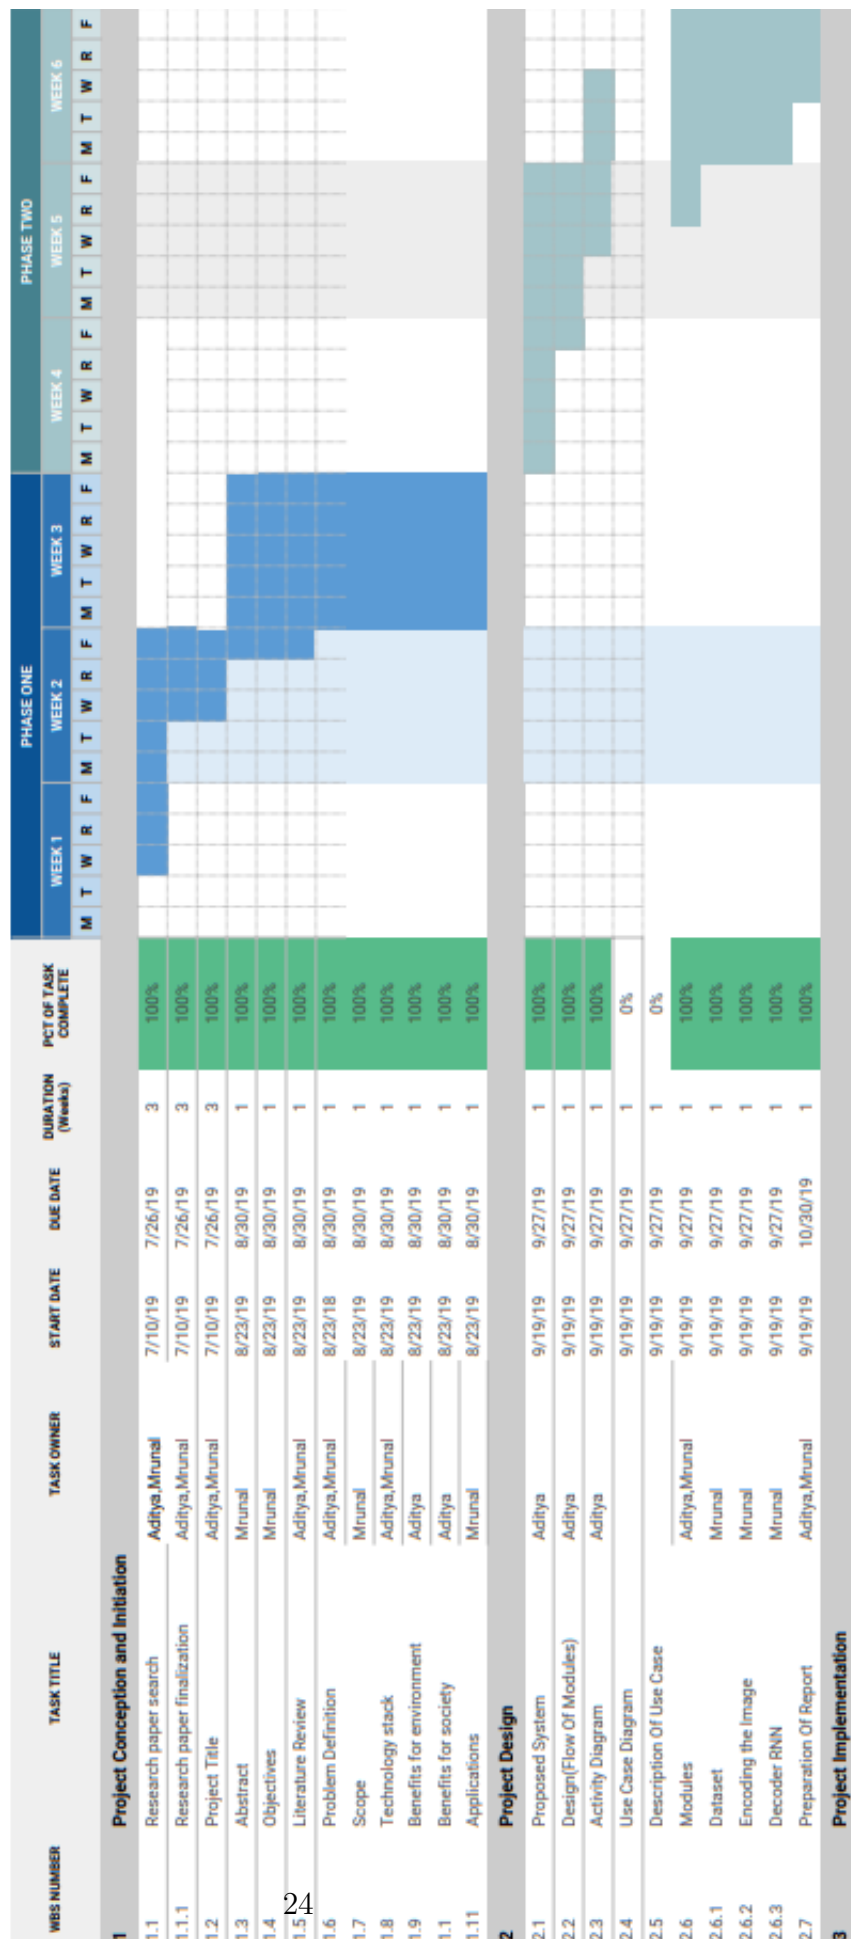 PHASE ONE PHASE TWO
WBS NUMBER TASK TITLE TASK OWNER START DATE DUE DATE DURATION (Weeks) PCT OF TASK COMPLETE WEEK 1 WEEK 2 WEEK 3 WEEK 4 WEEK 5 WEEK 6
M T W R F M T W R F M T W R F M T W R F M T W R F M T W R F
1 Project Conception and Initiation
1.1 Research paper search Aditya,Mrunal 7/10/19 7/26/19 3 100%
1.1.1 Research paper finalization Aditya,Mrunal 7/10/19 7/26/19 3 100%
1.2 Project Title Aditya,Mrunal 7/10/19 7/26/19 3 100%
1.3 Abstract Mrunal 8/23/19 8/30/19 1 100%
1.4 Objectives Mrunal 8/23/19 8/30/19 1 100%
1.5 Literature Review Aditya,Mrunal 8/23/19 8/30/19 1 100%
1.6 Problem Definition Aditya,Mrunal 8/23/18 8/30/19 1 100%
1.7 Scope Mrunal 8/23/19 8/30/19 1 100%
1.8 Technology stack Aditya,Mrunal 8/23/19 8/30/19 1 100%
1.9 Benefits for environment Aditya 8/23/19 8/30/19 1 100%
1.1 Benefits for society Aditya 8/23/19 8/30/19 1 100%
1.11 Applications Mrunal 8/23/19 8/30/19 1 100%
2 Project Design
2.1 Proposed System Aditya 9/19/19 9/27/19 1 100%
2.2 Design(Flow Of Modules) Aditya 9/19/19 9/27/19 1 100%
2.3 Activity Diagram Aditya 9/19/19 9/27/19 1 100%
2.4 Use Case Diagram 9/19/19 9/27/19 1 0%
2.5 Description Of Use Case 9/19/19 9/27/19 1 0%
2.6 Modules Aditya,Mrunal 9/19/19 9/27/19 1 100%
2.6.1 Dataset Mrunal 9/19/19 9/27/19 1 100%
2.6.2 Encoding the Image Mrunal 9/19/19 9/27/19 1 100%
2.6.3 Decoder RNN Mrunal 9/19/19 9/27/19 1 100%
2.7 Preparation Of Report Aditya,Mrunal 9/19/19 10/30/19 1 100%
3 Project Implementation
24